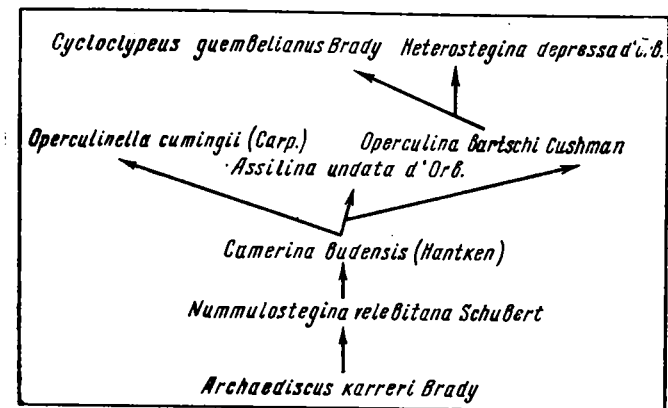 Cycloclypeus guembelianus Brady Heterostegina depressa d'
Operculinella cumingii (Carp.) Operculina Bartschi Cushman
Assilina undata d'Orb.
Camerina Budensis (Hantken)
Nummulostegina velebitana Schubert
Archaediscus karreri Brady